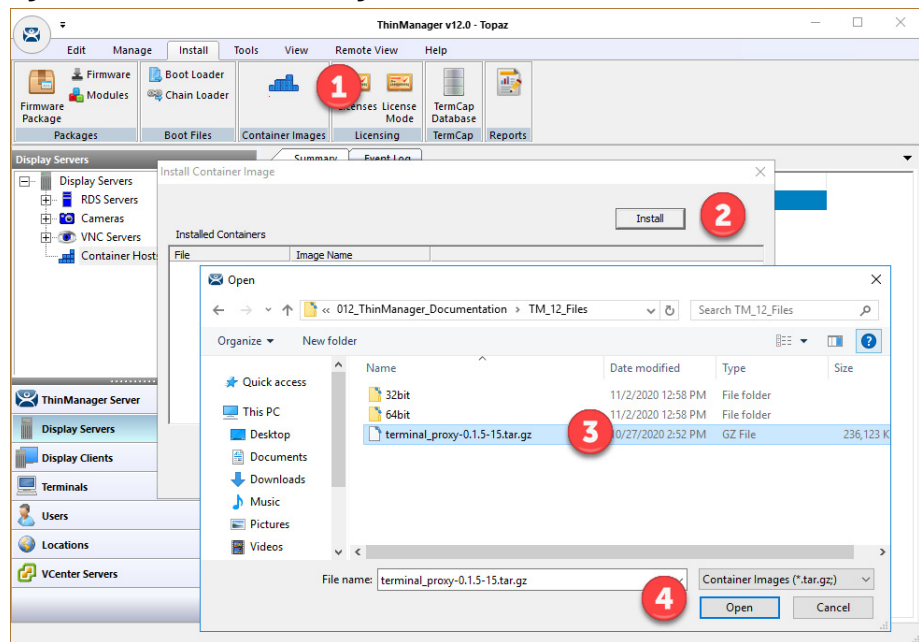 ThinManager v12.0 - Topaz
Edit Manage Install Tools View Remote View Help
Firmware Package
Firmware
Modules
Packages
Boot Loader
Chain Loader
Boot Files
Container Images
1
License Mode
Licensing
TermCap Database
TermCap
Reports
Display Servers
Summary Event Log
Display Servers
RDS Servers
Cameras
VNC Servers
Container Host
Install Container Image
Install
2
Installed Containers
File Image Name
Open
« 012_ThinManager_Documentation › TM_12_Files
Search TM_12_Files
Organize New folder
Name Date modified Type Size
Quick access
This PC
Desktop
Documents
Downloads
Music
Pictures
Videos
32bit 11/2/2020 12:58 PM File folder
64bit 11/2/2020 12:58 PM File folder
terminal_proxy-0.1.5-15.tar.gz 3 10/27/2020 2:52 PM GZ File 236,123 K
File name: terminal_proxy-0.1.5-15.tar.gz
Container Images (*.tar.gz;)
4
Open Cancel
ThinManager Server
Display Servers
Display Clients
Terminals
Users
Locations
VCenter Servers